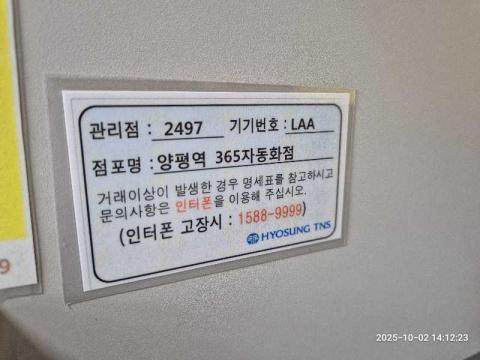 관리점 : 2497 기기번호 : LAA
점포명 : 양평역 365자동화점
거래이상이 발생한 경우 명세표를 참고하시고
문의사항은 인터폰을 이용해 주십시오.
(인터폰 고장시 : 1588-9999)
HYOSUNG TNS
9
2025-10-02 14:12:23